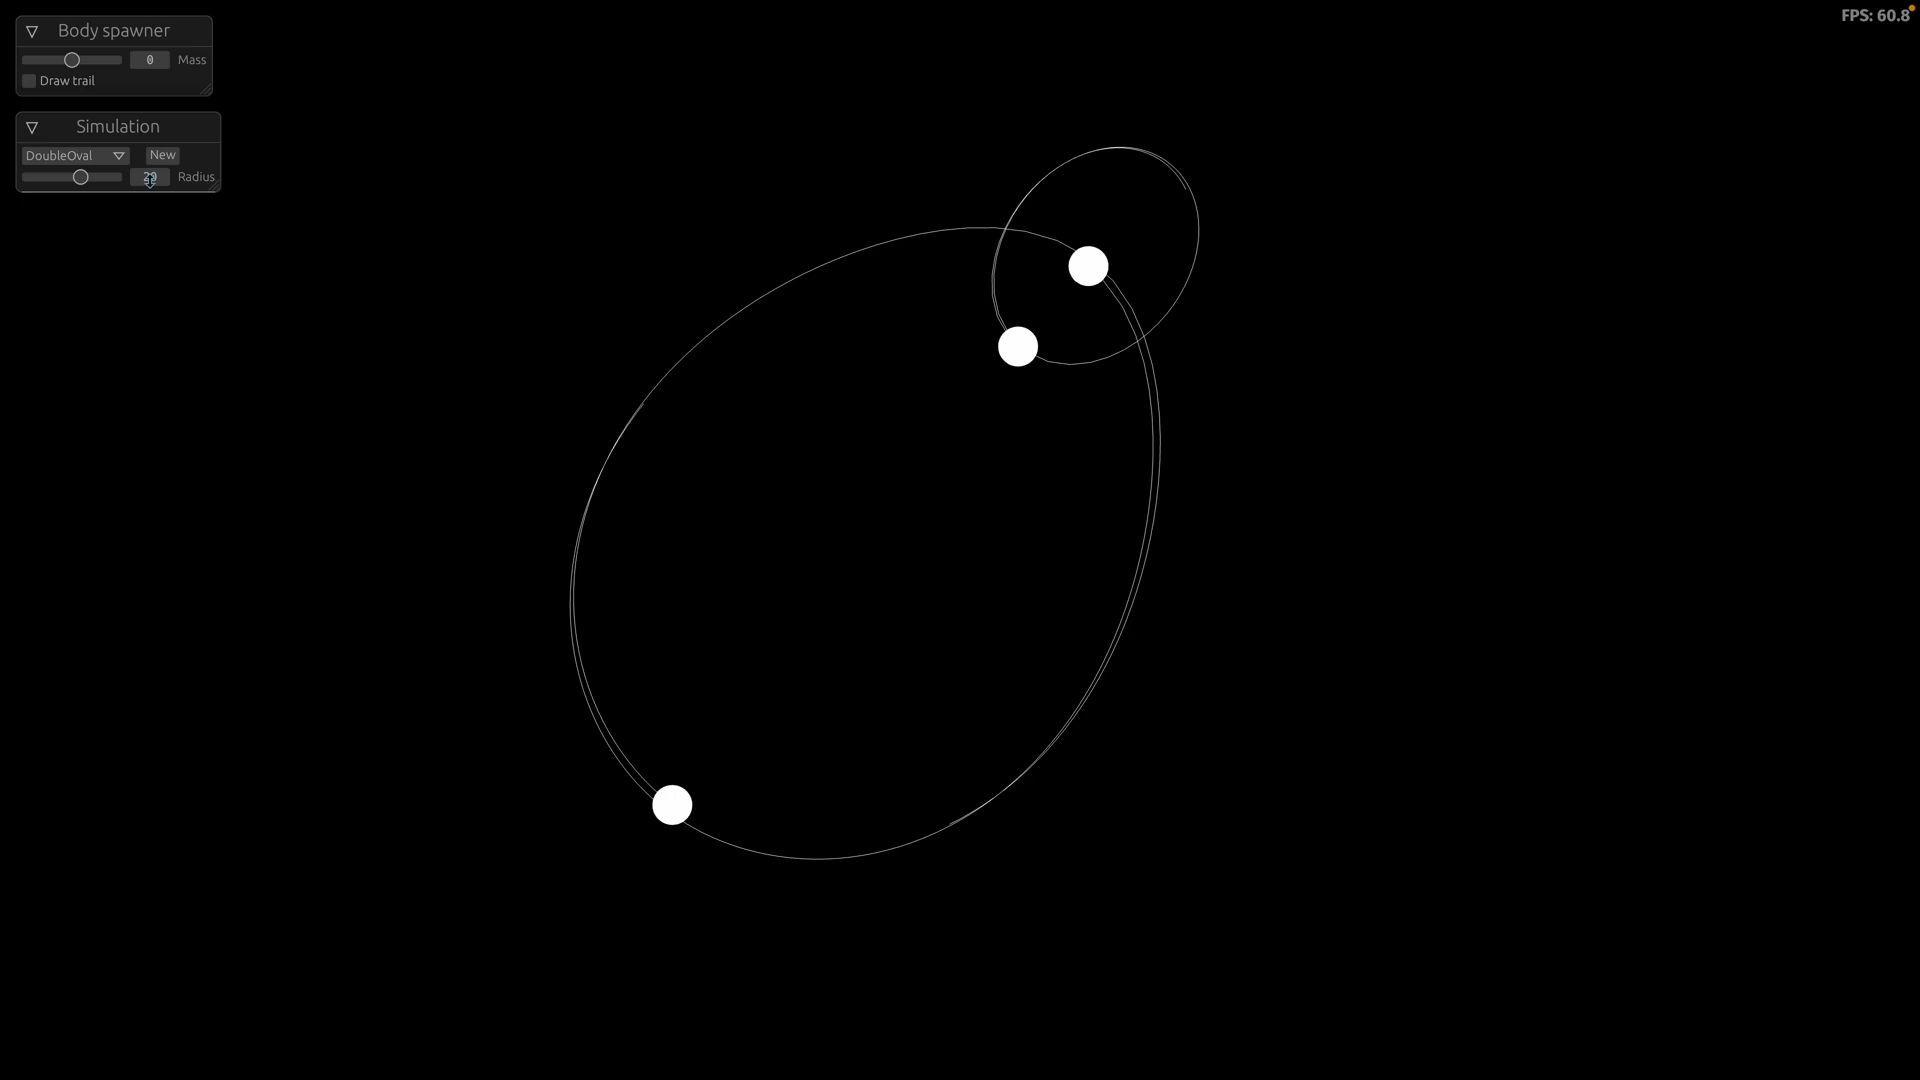 FPS: 60.8
Body spawner
0 Mass
Draw trail
Simulation
DoubleOval New
Radius